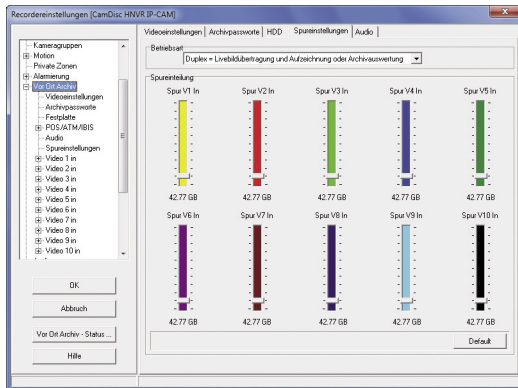 Recordereinstellungen [CamDisc HNVR IP-CAM]
Kameragruppen
Motion
Private Zonen
Alarmierung
Vor Ort Archiv
Videoeinstellungen
Archivpassworte
Festplatte
POS/ATM/IBIS
Audio
Spureinstellungen
Video 1 in
Video 2 in
Video 3 in
Video 4 in
Video 5 in
Video 6 in
Video 7 in
Video 8 in
Video 9 in
Video 10 in
OK
Abbruch
Vor Ort Archiv - Status ...
Hilfe
Videoeinstellungen Archivpassworte HDD Spureinstellungen Audio
Betriebsart
Duplex = Livebildübertragung und Aufzeichnung oder Archivauswertung
Spureinteilung
Spur V1 In Spur V2 In Spur V3 In Spur V4 In Spur V5 In
42.77 GB 42.77 GB 42.77 GB 42.77 GB 42.77 GB
Spur V6 In Spur V7 In Spur V8 In Spur V9 In Spur V10 In
42.77 GB 42.77 GB 42.77 GB 42.77 GB 42.77 GB
Default